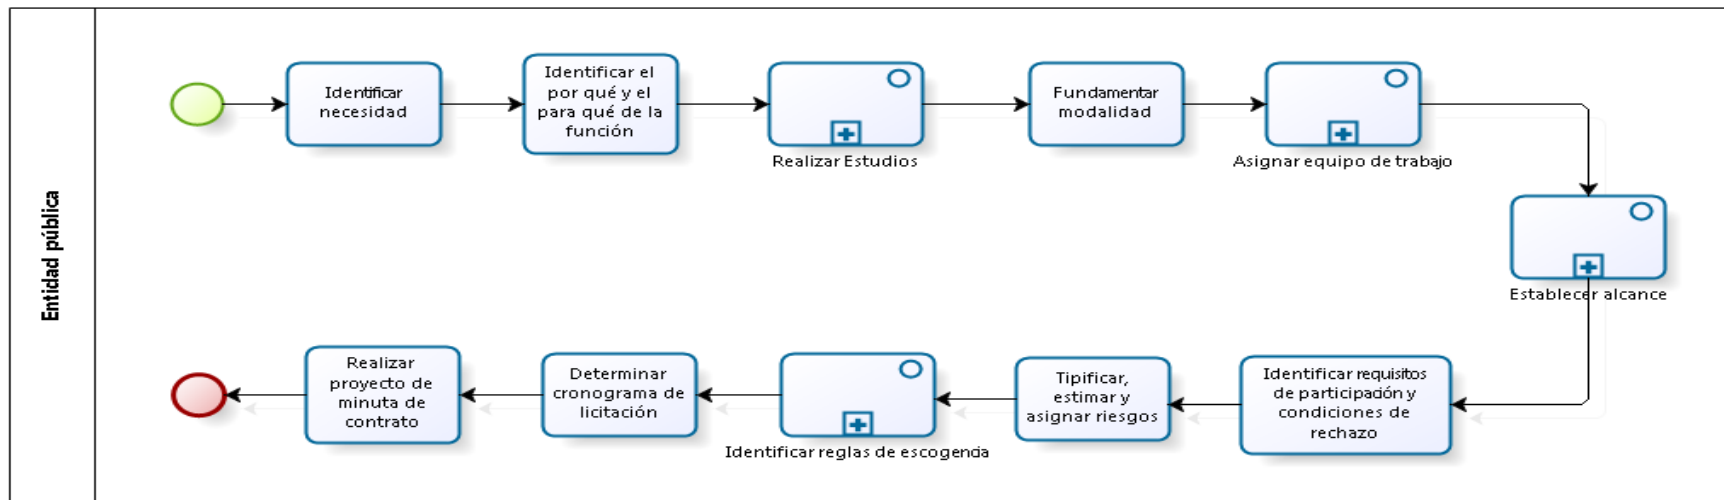 Entidad pública
Identificar
necesidad
Identificar el
por qué y el
para qué de la
función
Realizar Estudios
Fundamentar
modalidad
Asignar equipo de trabajo
Establecer alcance
Identificar requisitos
de participación y
condiciones de
rechazo
Tipificar,
estimar y
asignar riesgos
Identificar reglas de escogencia
Determinar
cronograma de
licitación
Realizar
proyecto de
minuta de
contrato